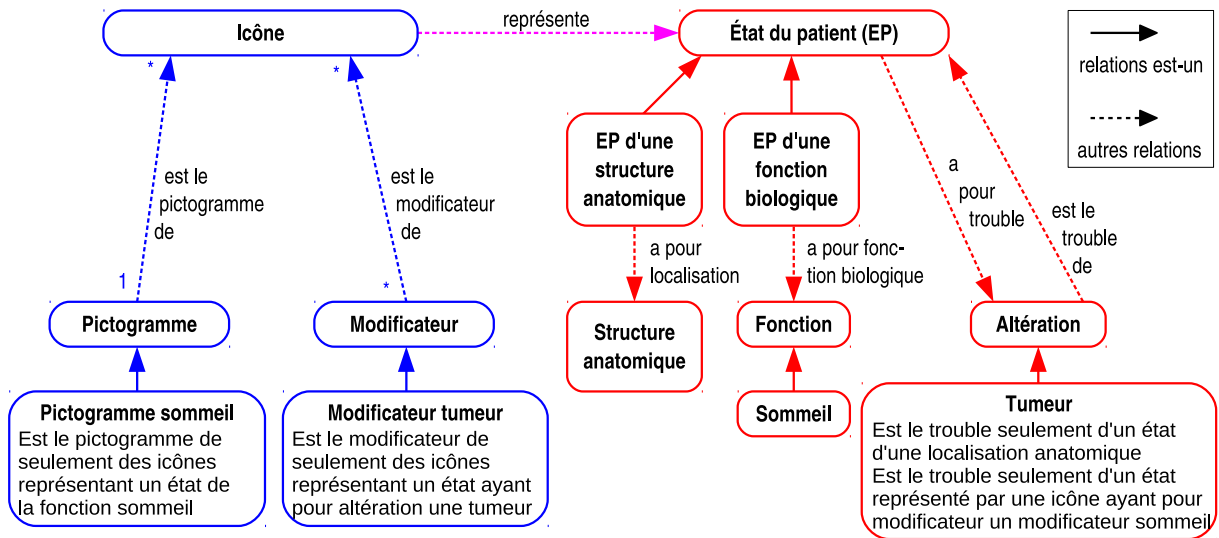 représente
Icône
État du patient (EP)
relations est-un
autres relations
*
*
EP d'une
structure
anatomique
EP d'une
fonction
biologique
est le
pictogramme
de
est le
modificateur
de
a
pour
trouble
est le
trouble
de
a pour
localisation
a pour fonc-
tion biologique
1
*
Pictogramme
Modificateur
Structure
anatomique
Fonction
Altération
Pictogramme sommeil
Est le pictogramme de
seulement des icônes
représentant un état de
la fonction sommeil
Modificateur tumeur
Est le modificateur de
seulement des icônes
représentant un état ayant
pour altération une tumeur
Sommeil
Tumeur
Est le trouble seulement d'un état
d'une localisation anatomique
Est le trouble seulement d'un état
représenté par une icône ayant pour
modificateur un modificateur sommeil